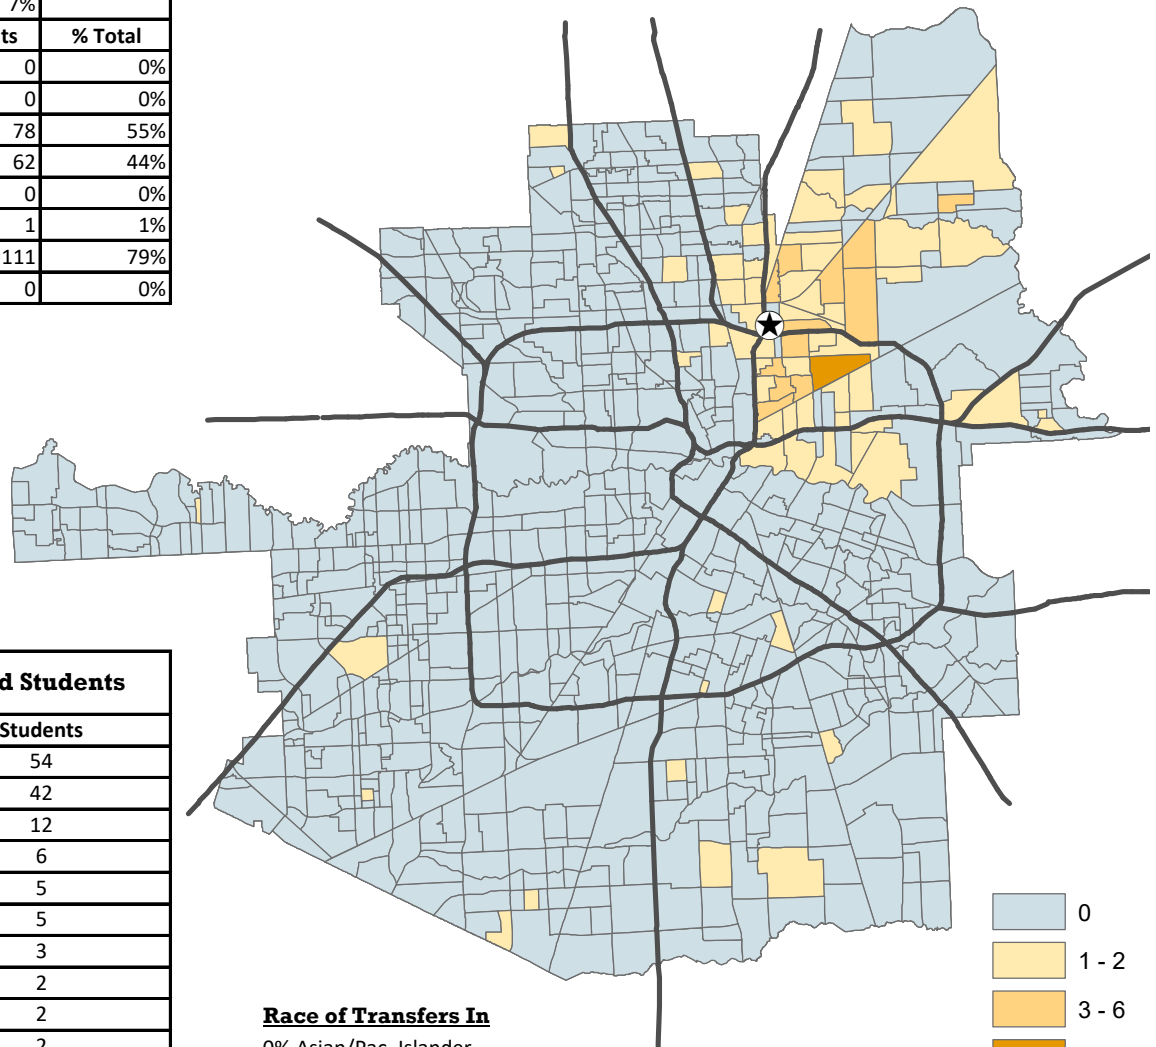 7%
ts % Total
0 0%
0 0%
78 55%
62 44%
0 0%
1 1%
111 79%
0 0%
d Students
Students
54
42
12
6
5
5
3
2
2
2
0
1 - 2
3 - 6
Race of Transfers In
0% Asian/Pac. Islander